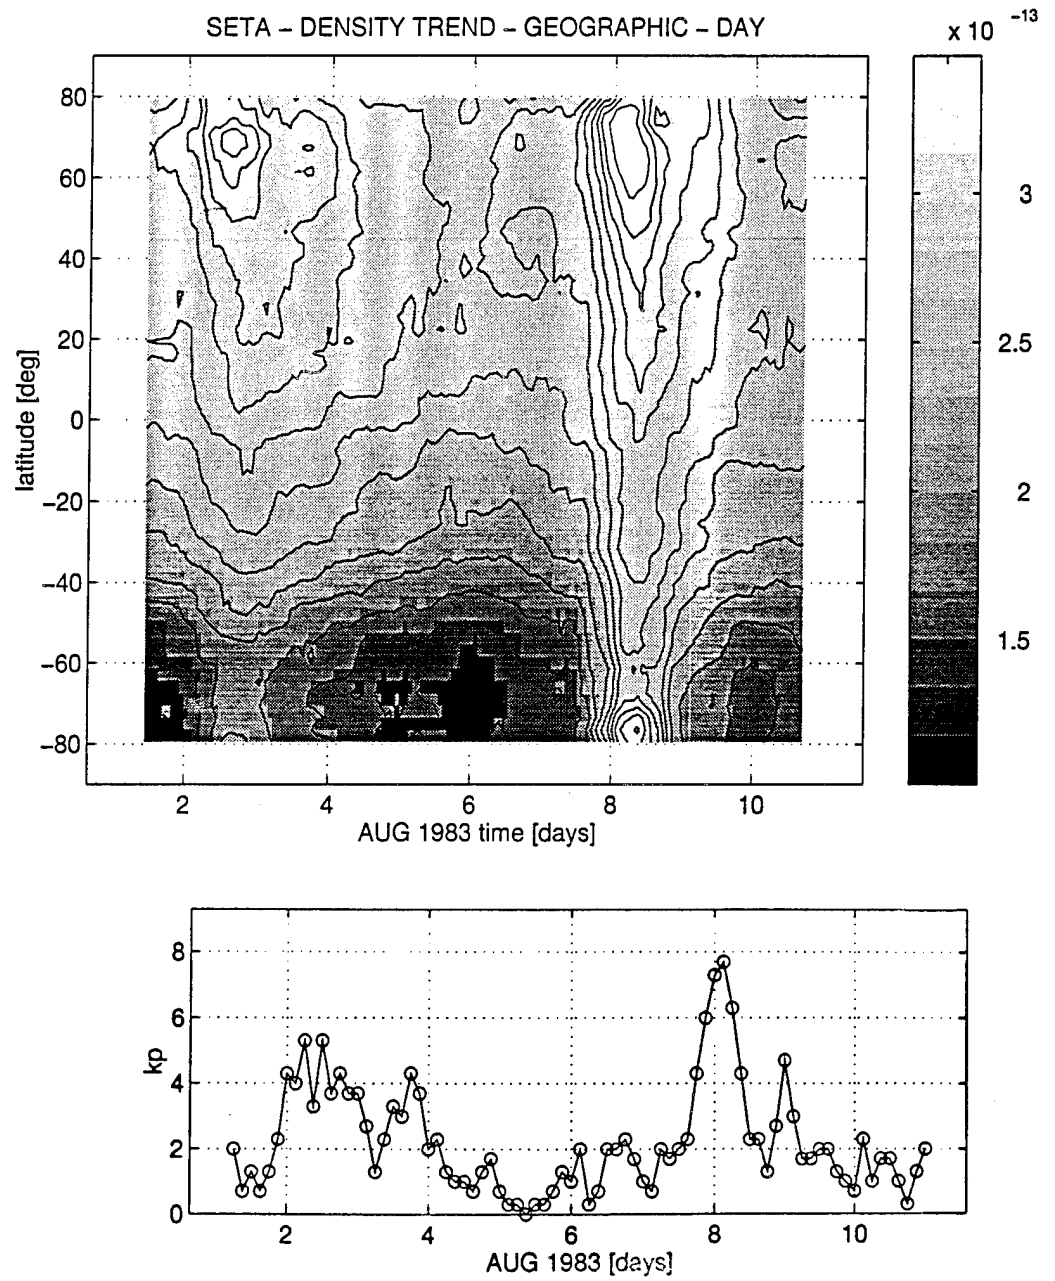 SETA – DENSITY TREND – GEOGRAPHIC – DAY
x 10 -13
80
60
40
20
0
–20
–40
–60
–80
latitude [deg]
2 4 6 8 10
AUG 1983 time [days]
3
2.5
2
1.5
8
6
4
2
0
kp
2 4 6 8 10
AUG 1983 [days]